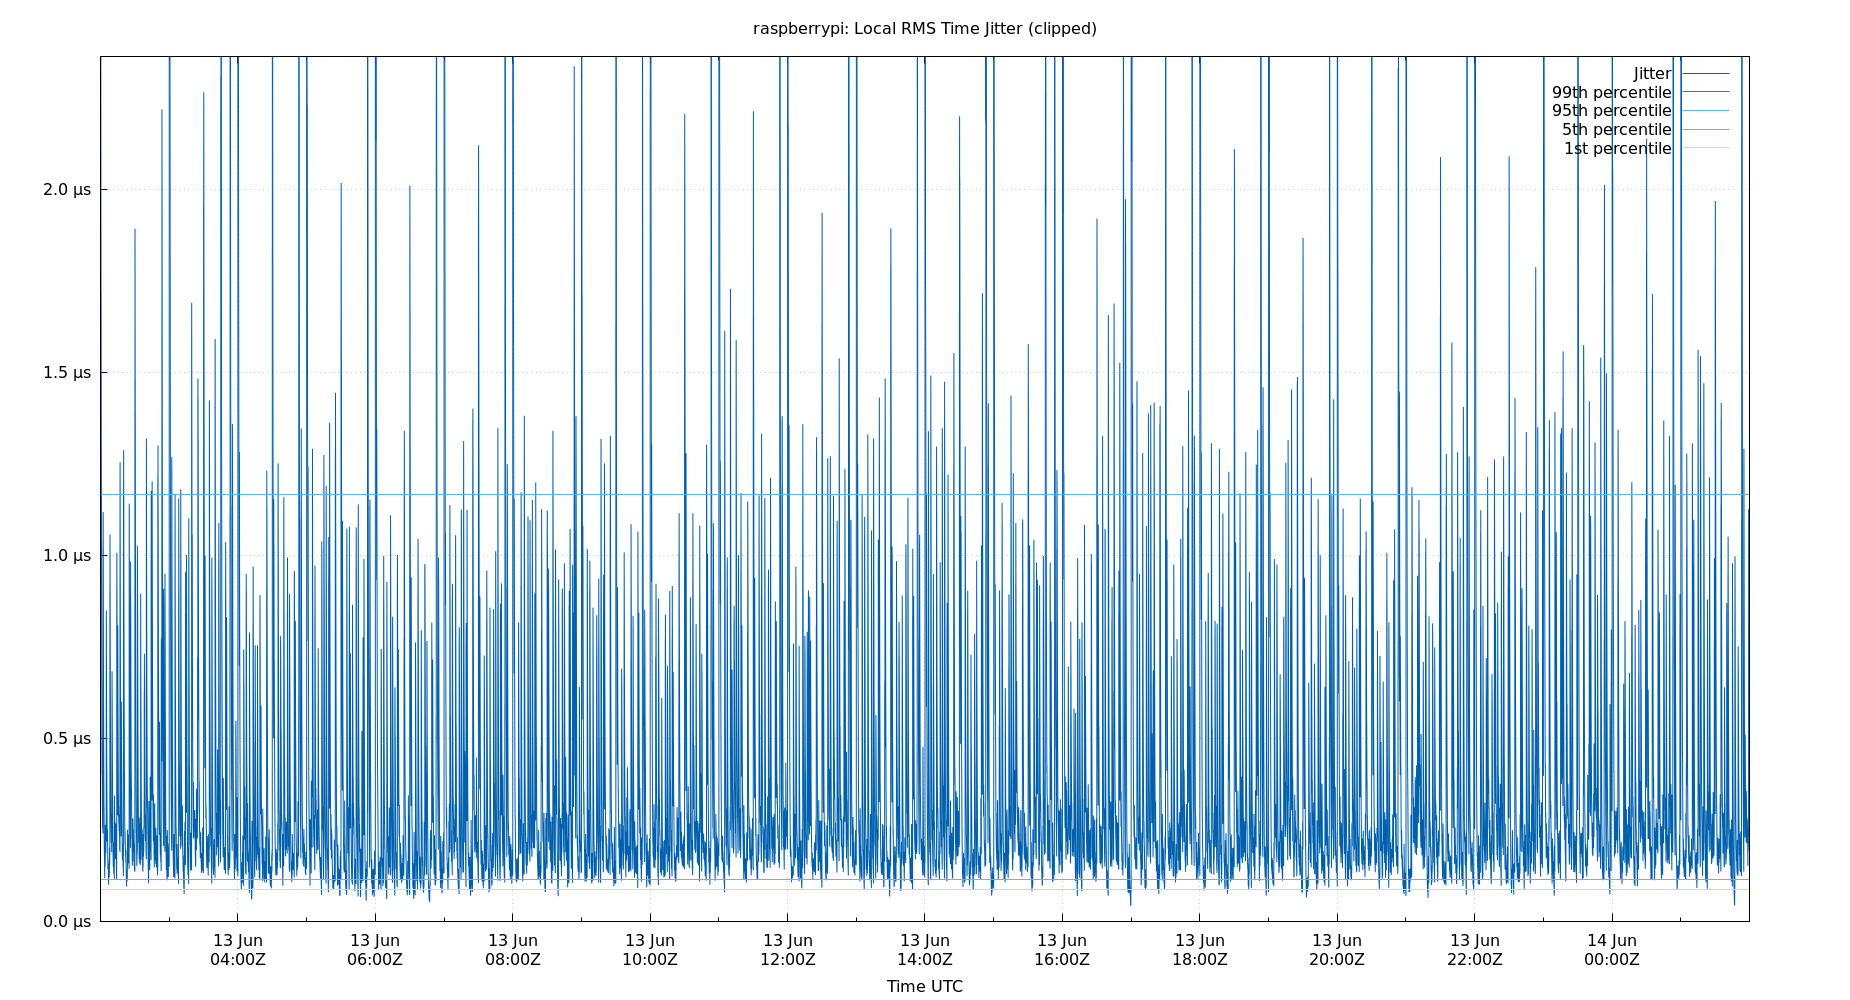 raspberrypi: Local RMS Time Jitter (clipped)
Jitter
99th percentile
95th percentile
5th percentile
1st percentile
2.0 µs
1.5 µs
1.0 µs
0.5 µs
0.0 µs
13 Jun 13 Jun 13 Jun 13 Jun 13 Jun 13 Jun 13 Jun 13 Jun 13 Jun 13 Jun 14 Jun
04:00Z 06:00Z 08:00Z 10:00Z 12:00Z 14:00Z 16:00Z 18:00Z 20:00Z 22:00Z 00:00Z
Time UTC